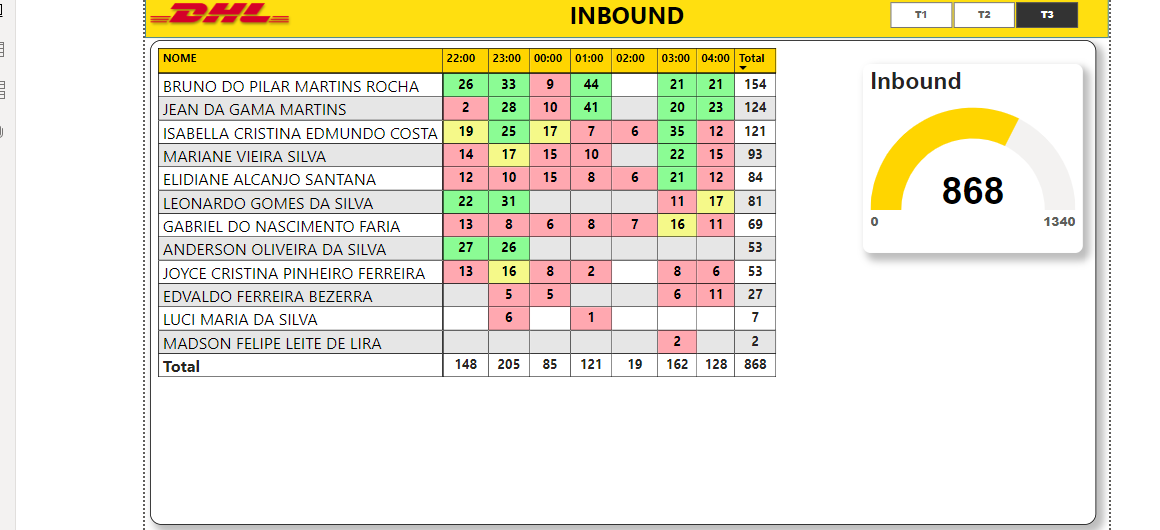 DHL INBOUND T1 T2 T3
NOME 22:00 23:00 00:00 01:00 02:00 03:00 04:00 Total
BRUNO DO PILAR MARTINS ROCHA 26 33 9 44 21 21 154
JEAN DA GAMA MARTINS 2 28 10 41 20 23 124
ISABELLA CRISTINA EDMUNDO COSTA 19 25 17 7 6 35 12 121
MARIANE VIEIRA SILVA 14 17 15 10 22 15 93
ELIDIANE ALCANJO SANTANA 12 10 15 8 6 21 12 84
LEONARDO GOMES DA SILVA 22 31 11 17 81
GABRIEL DO NASCIMENTO FARIA 13 8 6 8 7 16 11 69
ANDERSON OLIVEIRA DA SILVA 27 26 53
JOYCE CRISTINA PINHEIRO FERREIRA 13 16 8 2 8 6 53
EDVALDO FERREIRA BEZERRA 5 5 6 11 27
LUCI MARIA DA SILVA 6 1 7
MADSON FELIPE LEITE DE LIRA 2 2
Total 148 205 85 121 19 162 128 868
Inbound
868
0 1340